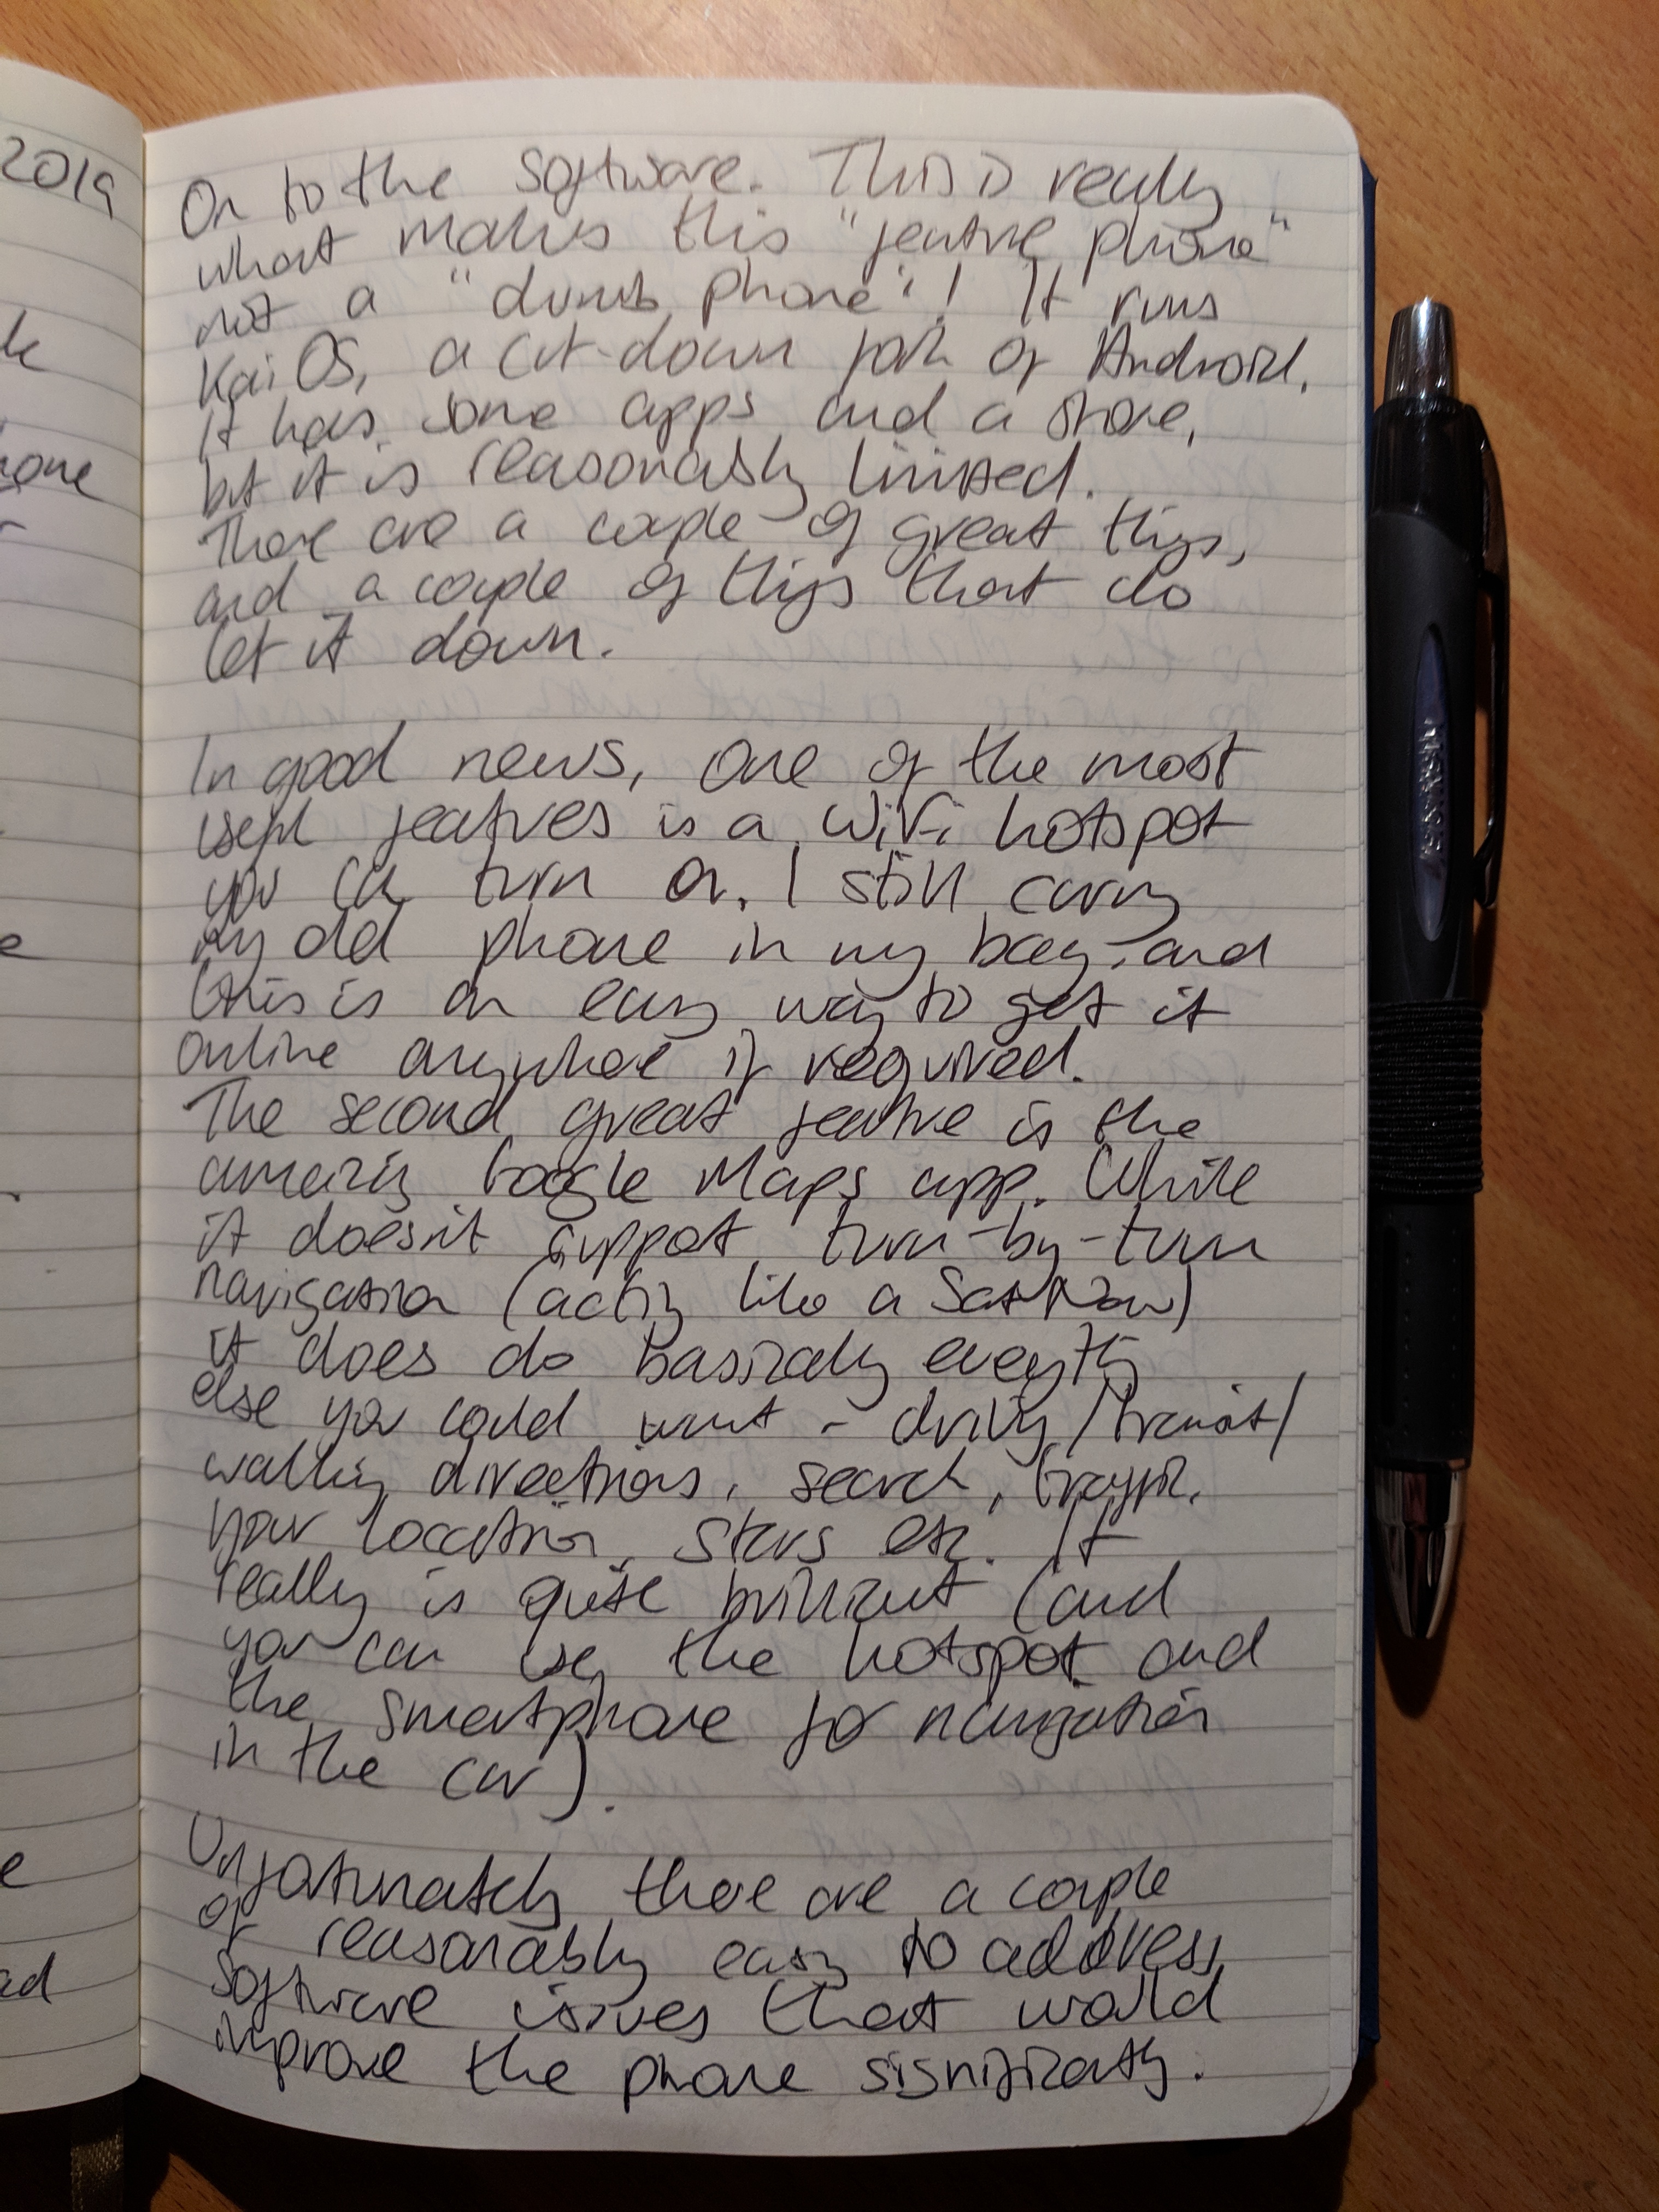 2019
On to the software. This is really
what makes this "feature phone"
not a "dumb phone"! It runs
KaiOS, a cut-down fork of Android.
It has some apps and a store,
but it is reasonably limited.
There are a couple of great things,
and a couple of things that do
let it down.
In good news, one of the most
useful features is a WiFi hotspot
you can turn on. I still carry
my old phone in my bag, and
this is an easy way to get it
online anywhere if required.
The second great feature is the
amazing Google Maps app. While
it doesn't support turn-by-turn
navigation (acting like a SatNav)
it does do basically everything
else you could want - driving/transit/
walking directions, search, traffic,
your location, stars etc. It
really is quite brilliant (and
you can use the hotspot and
the smartphone for navigation
in the car).
Unfortunately there are a couple
of reasonably easy to address
software issues that would
improve the phone significantly.